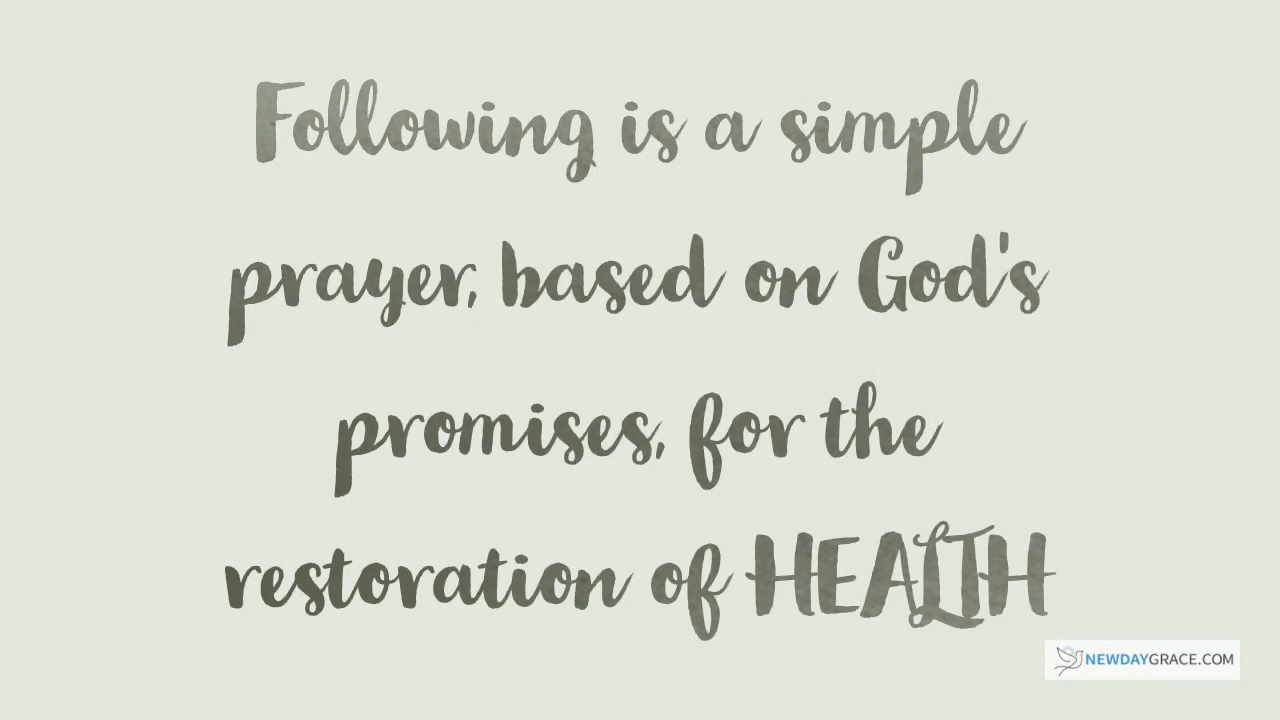 Following is a simple
prayer, based on God's
promises, for the
restoration of HEALTH
NEWDAYGRACE.COM